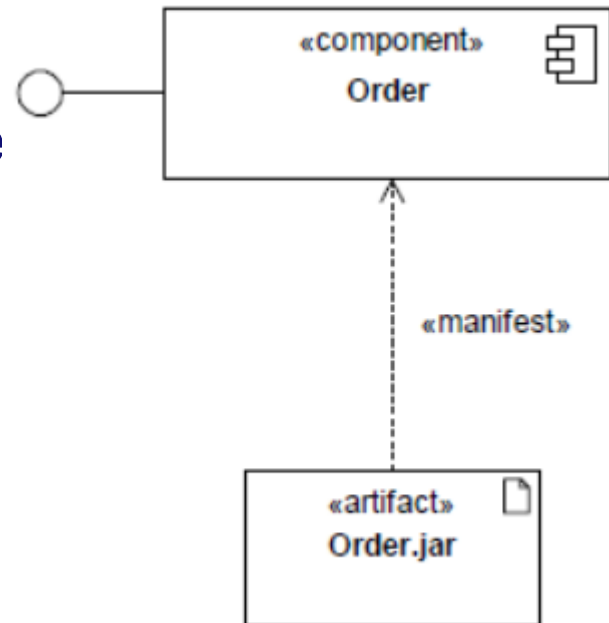 «component»
Order
e
«manifest»
«artifact»
Order.jar